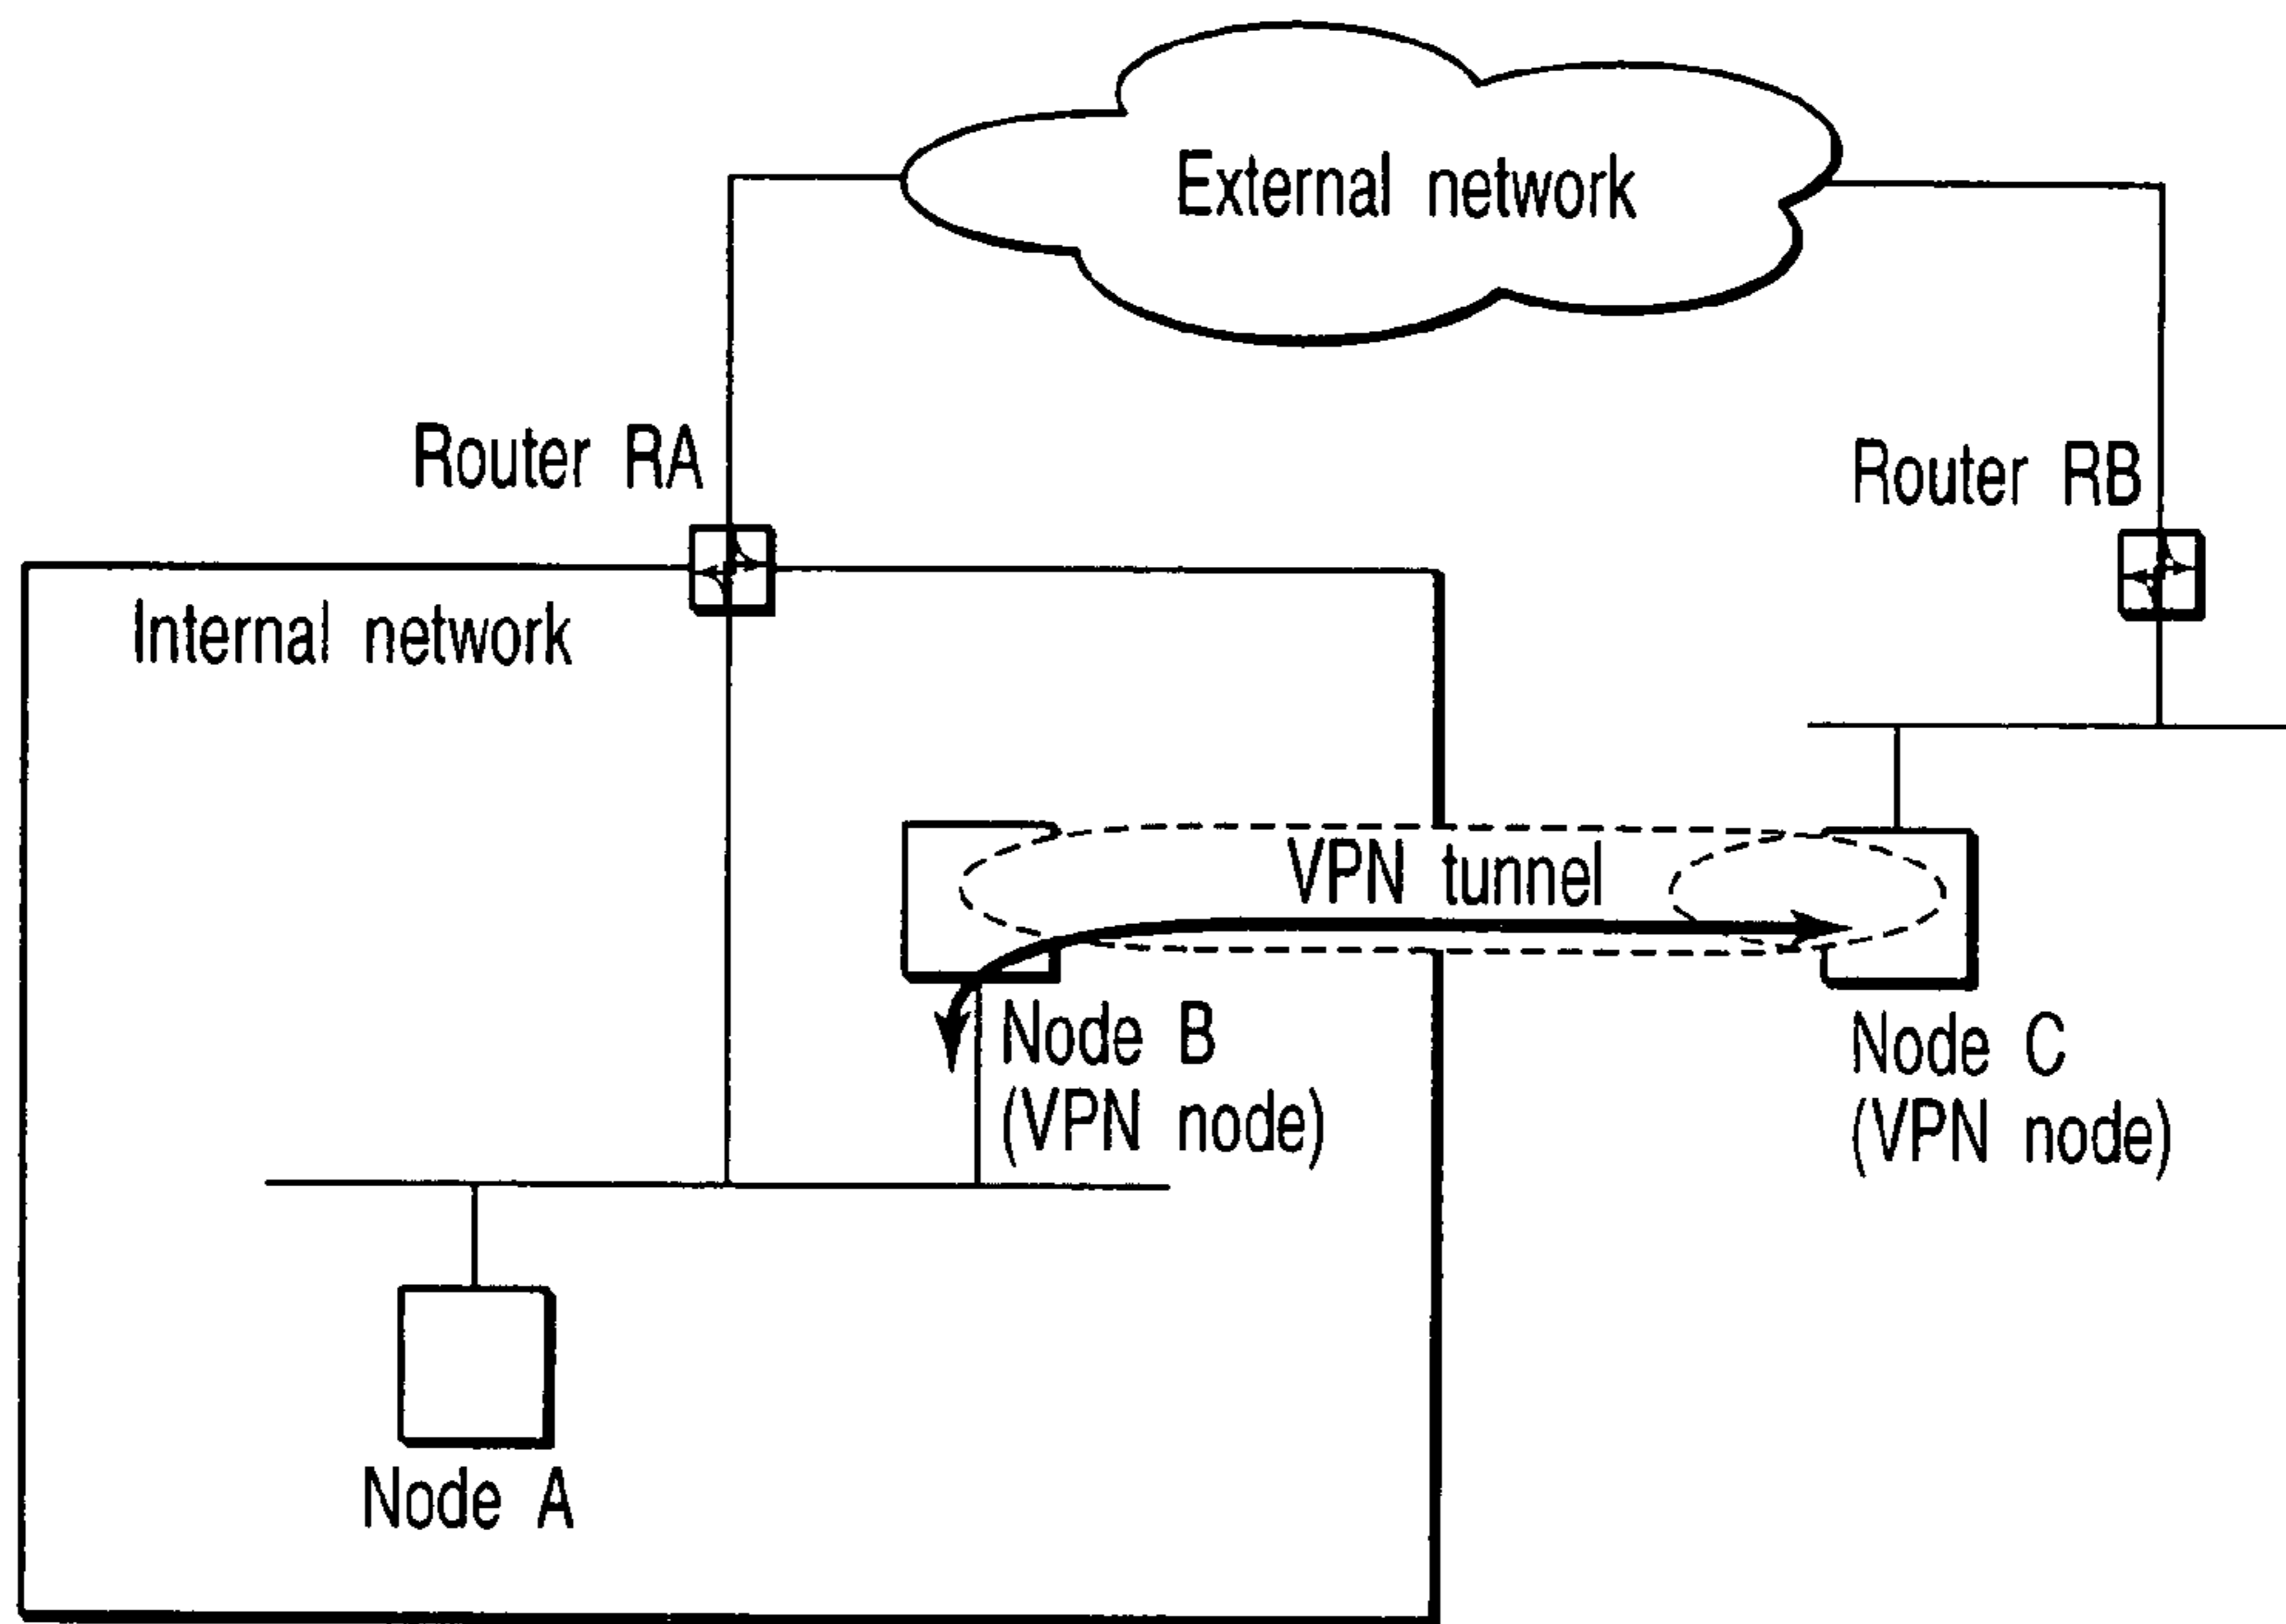 External network
Router RA
Router RB
Internal network
VPN tunnel
Node B
(VPN node)
Node C
(VPN node)
Node A